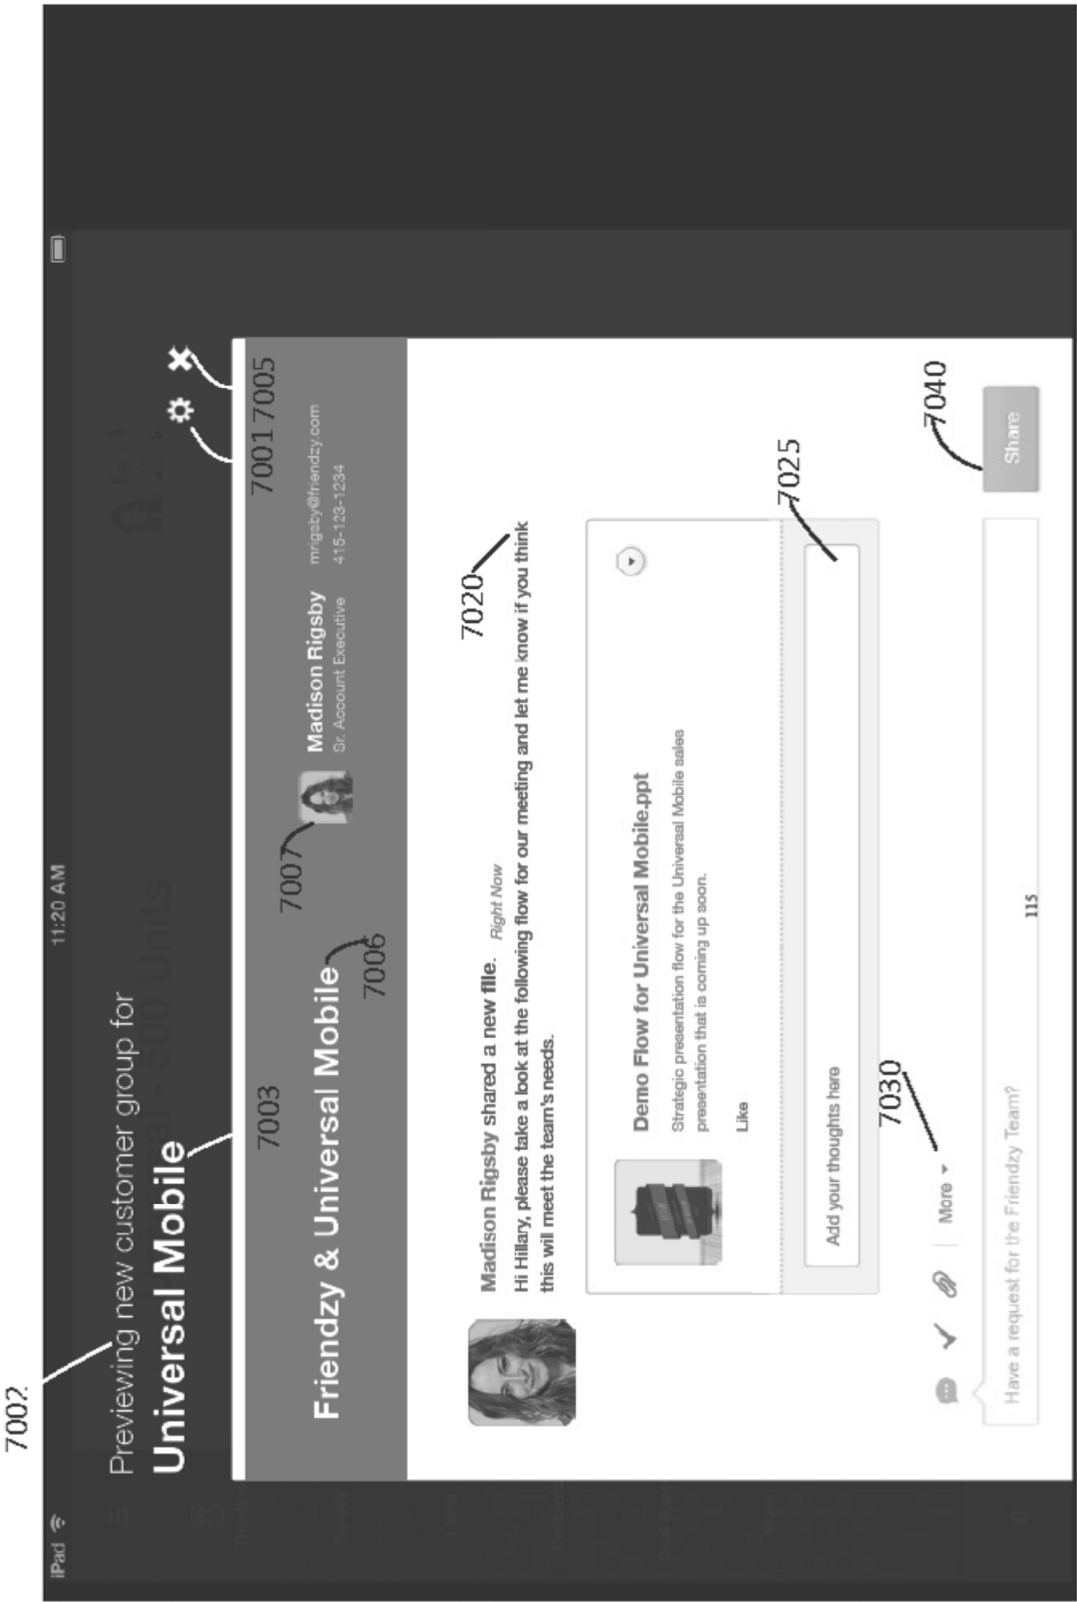 7002
iPad
11:20 AM
Previewing new customer group for
Universal Mobile
500 Units
7003
7001
7005
Friendzy & Universal Mobile
7006
7007
Madison Rigsby
Sr. Account Executive
mrigsby@friendzy.com
415-123-1234
Madison Rigsby shared a new file. Right Now
7020
Hi Hillary, please take a look at the following flow for our meeting and let me know if you think
this will meet the team's needs.
Demo Flow for Universal Mobile.ppt
Strategic presentation flow for the Universal Mobile sales
presentation that is coming up soon.
Like
7025
Add your thoughts here
7030
More
7040
Have a request for the Friendzy Team?
Share
115